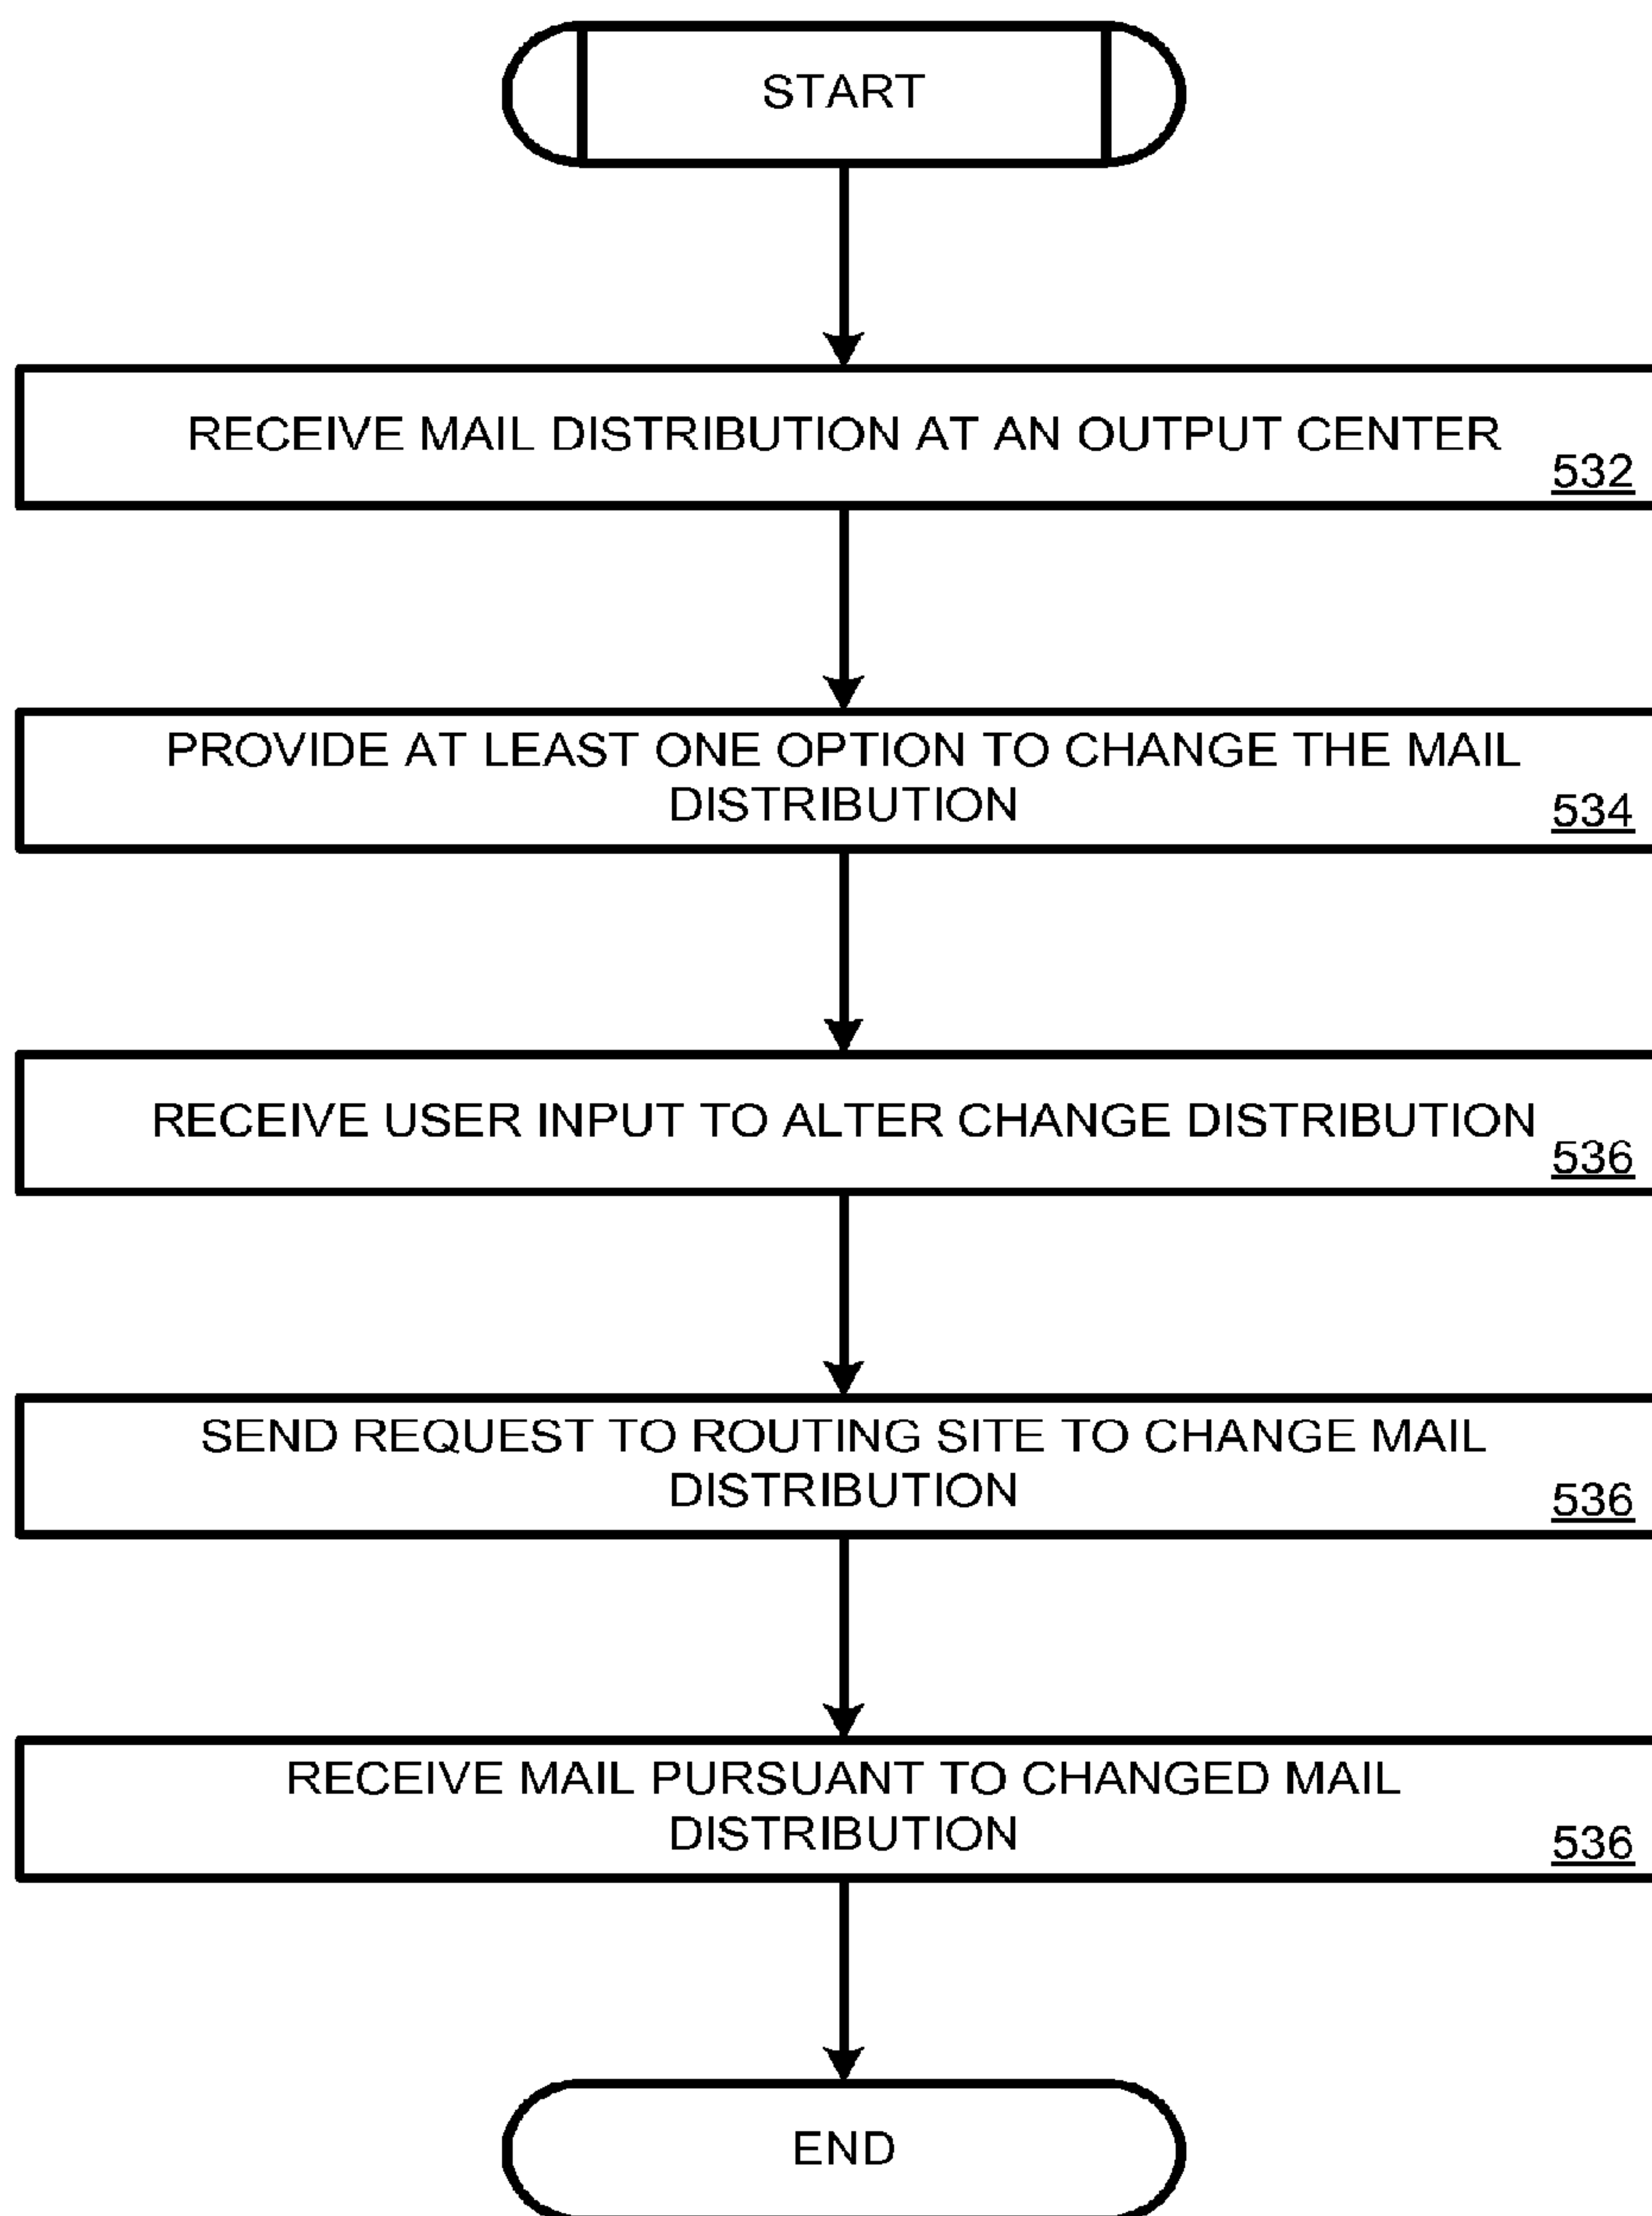 START
RECEIVE MAIL DISTRIBUTION AT AN OUTPUT CENTER
532
PROVIDE AT LEAST ONE OPTION TO CHANGE THE MAIL
DISTRIBUTION
534
RECEIVE USER INPUT TO ALTER CHANGE DISTRIBUTION
536
SEND REQUEST TO ROUTING SITE TO CHANGE MAIL
DISTRIBUTION
536
RECEIVE MAIL PURSUANT TO CHANGED MAIL
DISTRIBUTION
536
END